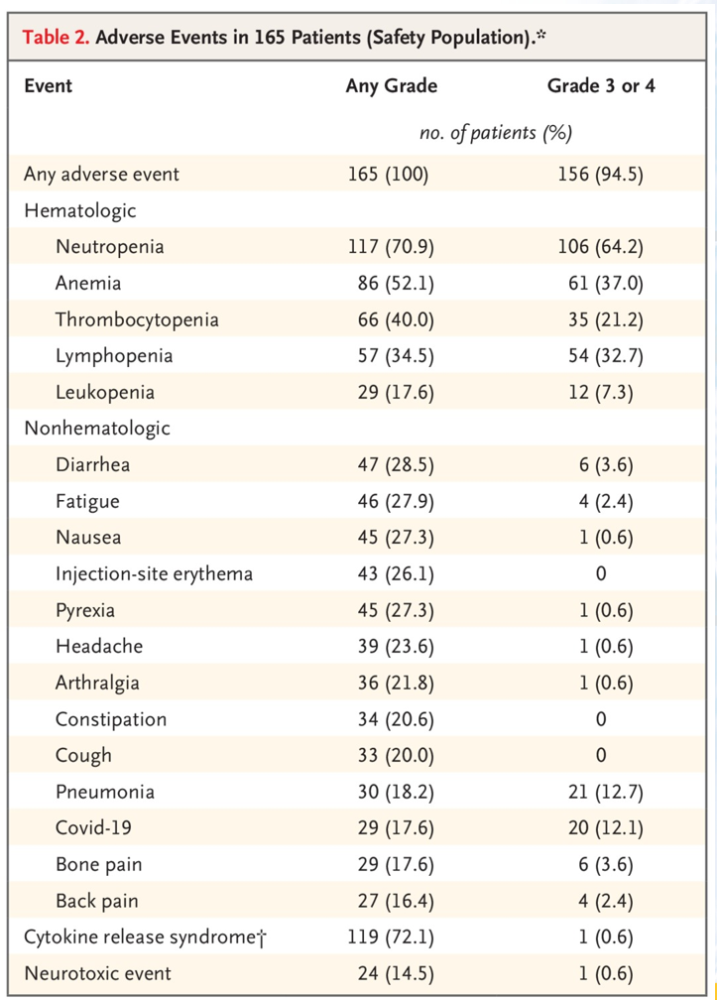 Table 2. Adverse Events in 165 Patients (Safety Population).*
Event Any Grade Grade 3 or 4
no. of patients (%)
Any adverse event 165 (100) 156 (94.5)
Hematologic
Neutropenia 117 (70.9) 106 (64.2)
Anemia 86 (52.1) 61 (37.0)
Thrombocytopenia 66 (40.0) 35 (21.2)
Lymphopenia 57 (34.5) 54 (32.7)
Leukopenia 29 (17.6) 12 (7.3)
Nonhematologic
Diarrhea 47 (28.5) 6 (3.6)
Fatigue 46 (27.9) 4 (2.4)
Nausea 45 (27.3) 1 (0.6)
Injection-site erythema 43 (26.1) 0
Pyrexia 45 (27.3) 1 (0.6)
Headache 39 (23.6) 1 (0.6)
Arthralgia 36 (21.8) 1 (0.6)
Constipation 34 (20.6) 0
Cough 33 (20.0) 0
Pneumonia 30 (18.2) 21 (12.7)
Covid-19 29 (17.6) 20 (12.1)
Bone pain 29 (17.6) 6 (3.6)
Back pain 27 (16.4) 4 (2.4)
Cytokine release syndrome† 119 (72.1) 1 (0.6)
Neurotoxic event 24 (14.5) 1 (0.6)